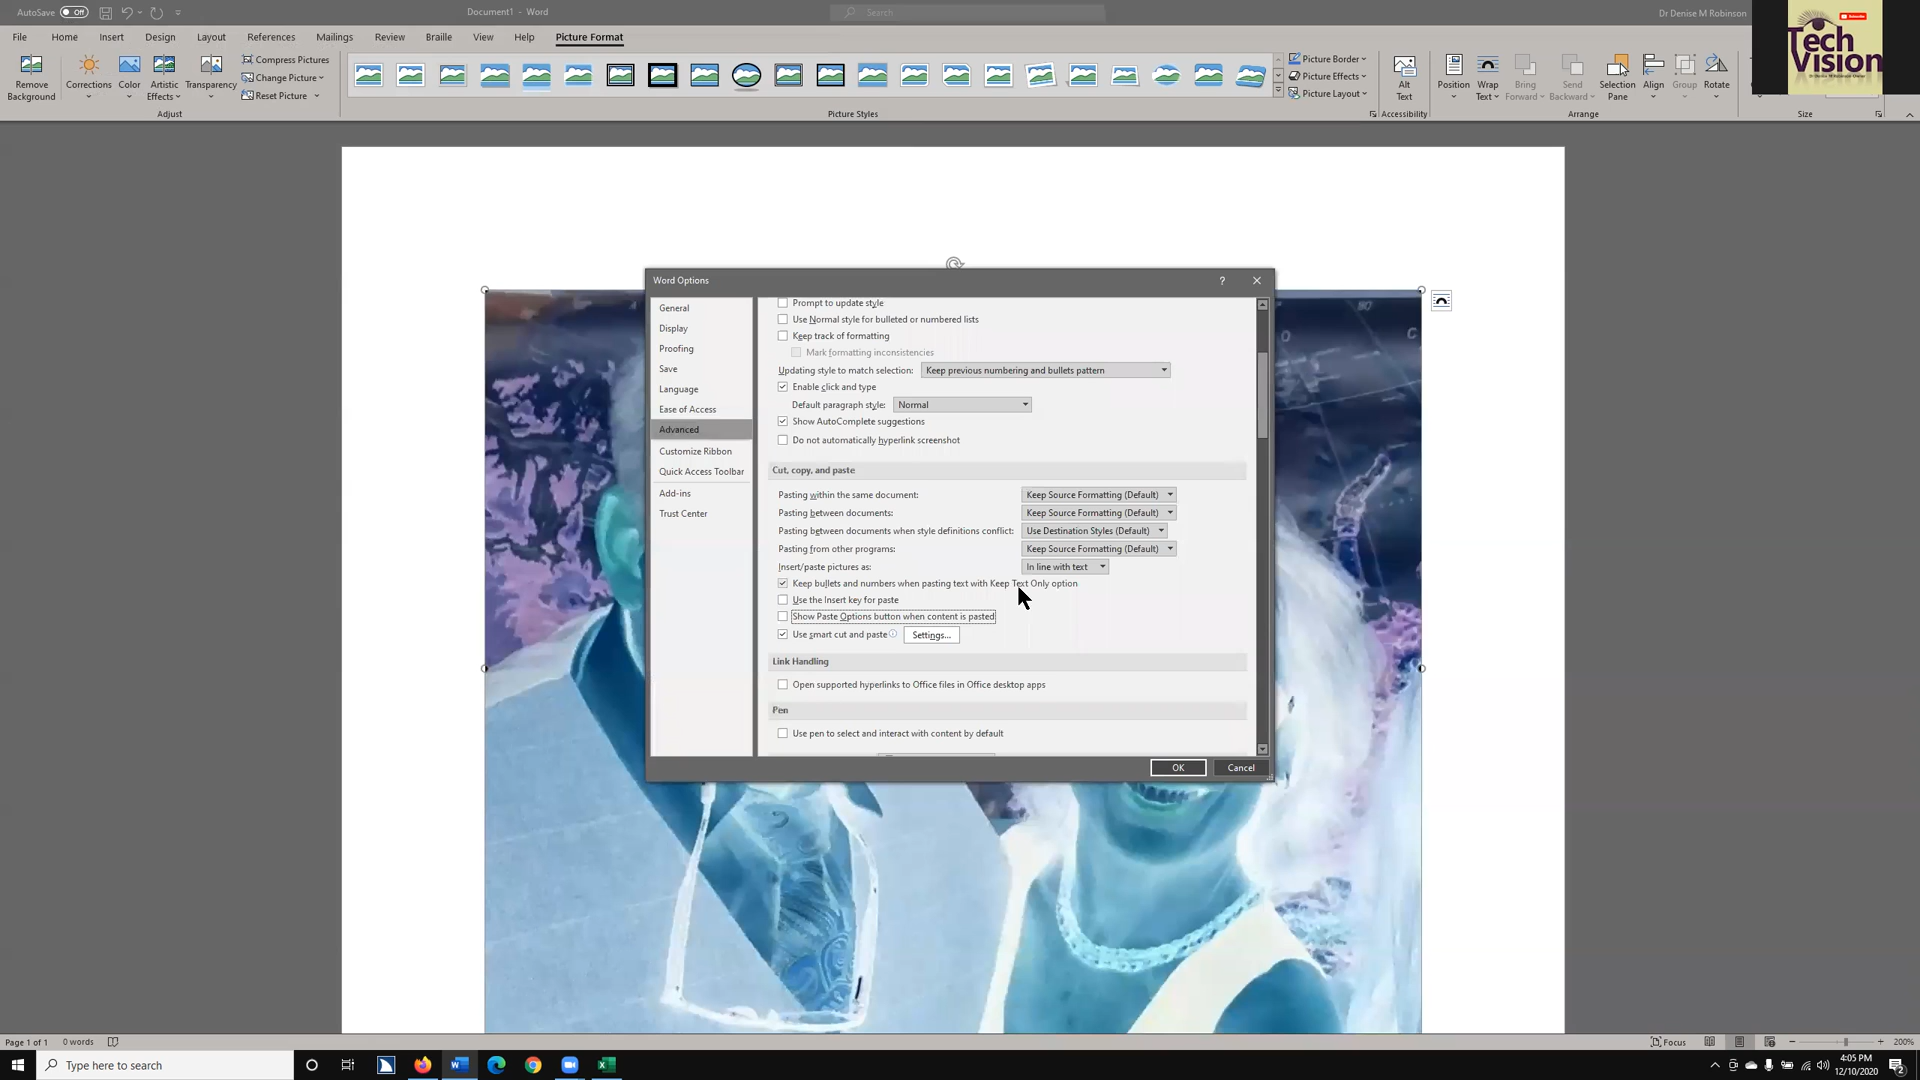 AutoSave Off Document1 - Word Search Dr Denise M Robinson
File Home Insert Design Layout References Mailings Review Braille View Help Picture Format
Remove Background
Corrections
Color
Artistic Effects
Transparency
Compress Pictures
Change Picture
Reset Picture
Adjust
Picture Styles
Picture Border
Picture Effects
Picture Layout
Alt Text
Accessibility
Position
Wrap Text
Bring Forward
Send Backward
Selection Pane
Align
Group
Rotate
Arrange
Size
Tech
Vision
Word Options
General
Display
Proofing
Save
Language
Ease of Access
Advanced
Customize Ribbon
Quick Access Toolbar
Add-ins
Trust Center
Prompt to update style
Use Normal style for bulleted or numbered lists
Keep track of formatting
Mark formatting inconsistencies
Updating style to match selection: Keep previous numbering and bullets pattern
Enable click and type
Default paragraph style: Normal
Show AutoComplete suggestions
Do not automatically hyperlink screenshot
Cut, copy, and paste
Pasting within the same document: Keep Source Formatting (Default)
Pasting between documents: Keep Source Formatting (Default)
Pasting between documents when style definitions conflict: Use Destination Styles (Default)
Pasting from other programs: Keep Source Formatting (Default)
Insert/paste pictures as: In line with text
Keep bullets and numbers when pasting text with Keep Text Only option
Use the Insert key for paste
Show Paste Options button when content is pasted
Use smart cut and paste Settings...
Link Handling
Open supported hyperlinks to Office files in Office desktop apps
Pen
Use pen to select and interact with content by default
OK Cancel
Page 1 of 1 0 words Focus 200%
Type here to search
4:05 PM
12/10/2020